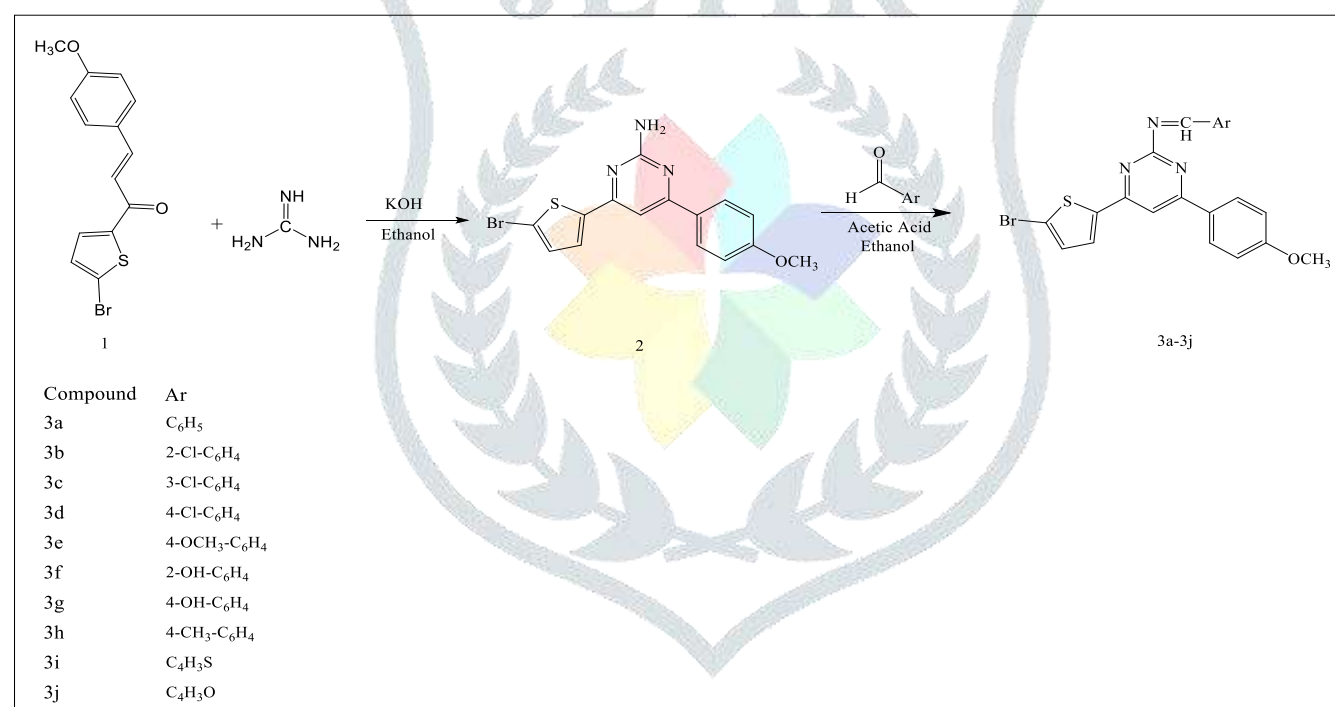 JETIR
H₃CO
O
S
Br
1
+
NH
H₂N NH₂
KOH
Ethanol
NH₂
N N
S
Br
OCH₃
2
O
H Ar
Acetic Acid
Ethanol
N=C—Ar
H
N N
S
Br
OCH₃
3a-3j
Compound Ar
3a C₆H₅
3b 2-Cl-C₆H₄
3c 3-Cl-C₆H₄
3d 4-Cl-C₆H₄
3e 4-OCH₃-C₆H₄
3f 2-OH-C₆H₄
3g 4-OH-C₆H₄
3h 4-CH₃-C₆H₄
3i C₄H₃S
3j C₄H₃O